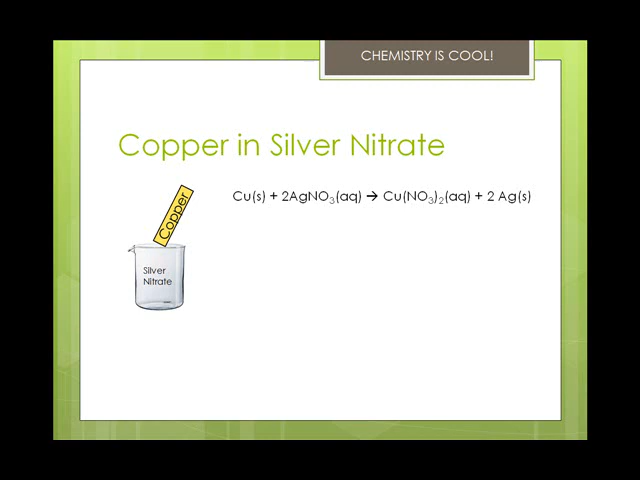 CHEMISTRY IS COOL!
Copper in Silver Nitrate
Cu(s) + 2AgNO₃(aq) → Cu(NO₃)₂(aq) + 2 Ag(s)
Copper
Silver
Nitrate